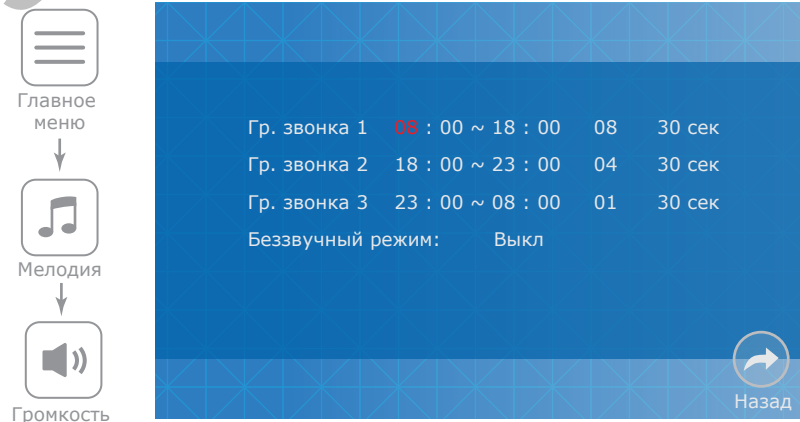 Главное
меню
Мелодия
Громкость
Гр. звонка 1 08 : 00 ~ 18 : 00 08 30 сек
Гр. звонка 2 18 : 00 ~ 23 : 00 04 30 сек
Гр. звонка 3 23 : 00 ~ 08 : 00 01 30 сек
Беззвучный режим: Выкл
Назад